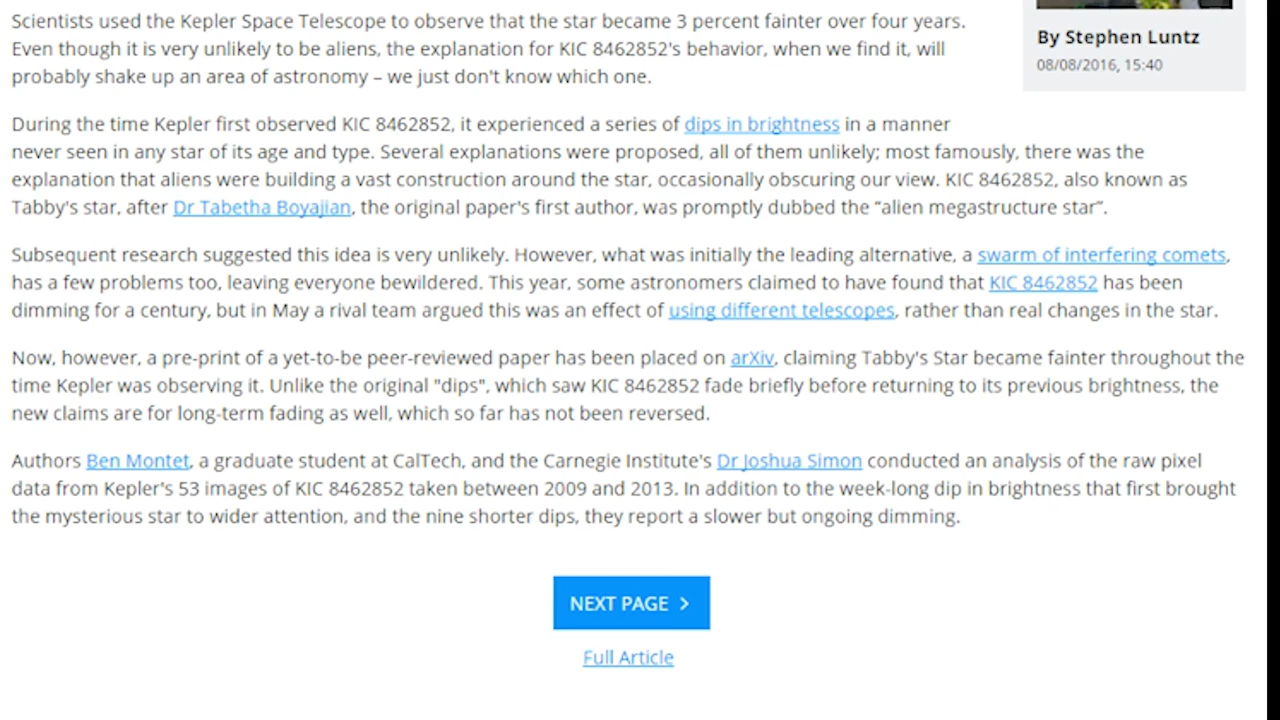 Scientists used the Kepler Space Telescope to observe that the star became 3 percent fainter over four years.
Even though it is very unlikely to be aliens, the explanation for KIC 8462852's behavior, when we find it, will
probably shake up an area of astronomy – we just don't know which one.
By Stephen Luntz
08/08/2016, 15:40
During the time Kepler first observed KIC 8462852, it experienced a series of dips in brightness in a manner
never seen in any star of its age and type. Several explanations were proposed, all of them unlikely; most famously, there was the
explanation that aliens were building a vast construction around the star, occasionally obscuring our view. KIC 8462852, also known as
Tabby's star, after Dr Tabetha Boyajian, the original paper's first author, was promptly dubbed the “alien megastructure star”.
Subsequent research suggested this idea is very unlikely. However, what was initially the leading alternative, a swarm of interfering comets,
has a few problems too, leaving everyone bewildered. This year, some astronomers claimed to have found that KIC 8462852 has been
dimming for a century, but in May a rival team argued this was an effect of using different telescopes, rather than real changes in the star.
Now, however, a pre-print of a yet-to-be peer-reviewed paper has been placed on arXiv, claiming Tabby's Star became fainter throughout the
time Kepler was observing it. Unlike the original "dips", which saw KIC 8462852 fade briefly before returning to its previous brightness, the
new claims are for long-term fading as well, which so far has not been reversed.
Authors Ben Montet, a graduate student at CalTech, and the Carnegie Institute's Dr Joshua Simon conducted an analysis of the raw pixel
data from Kepler's 53 images of KIC 8462852 taken between 2009 and 2013. In addition to the week-long dip in brightness that first brought
the mysterious star to wider attention, and the nine shorter dips, they report a slower but ongoing dimming.
NEXT PAGE >
Full Article